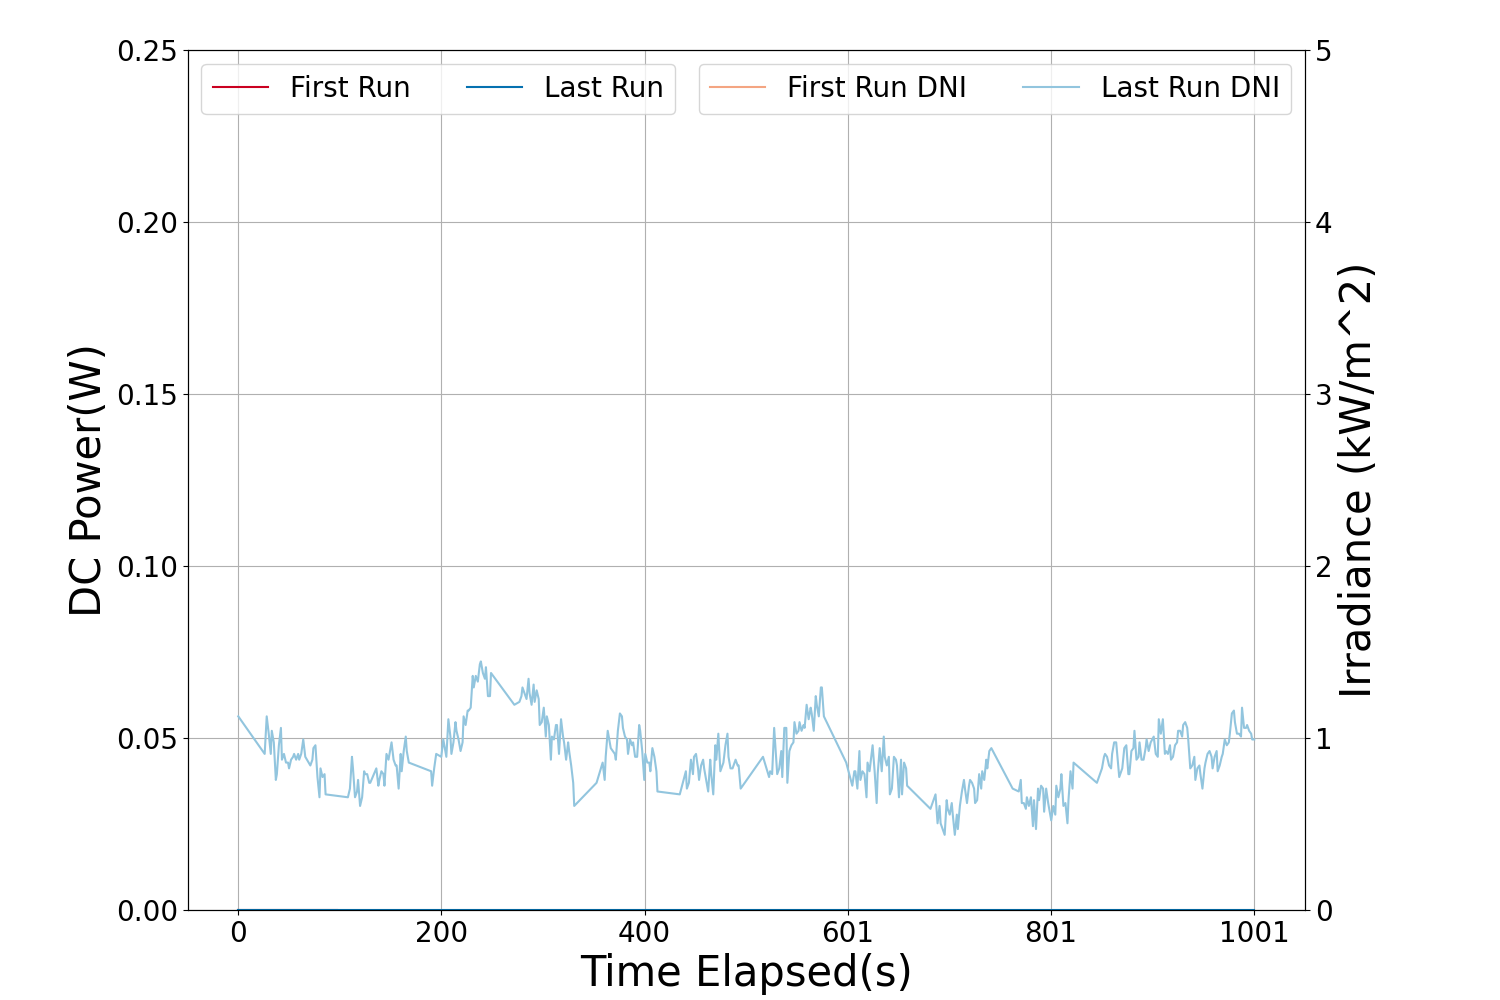 First Run Last Run First Run DNI Last Run DNI
0.25
0.20
0.15
0.10
0.05
0.00
DC Power(W)
5
4
3
2
1
0
Irradiance (kW/m^2)
0 200 400 601 801 1001
Time Elapsed(s)